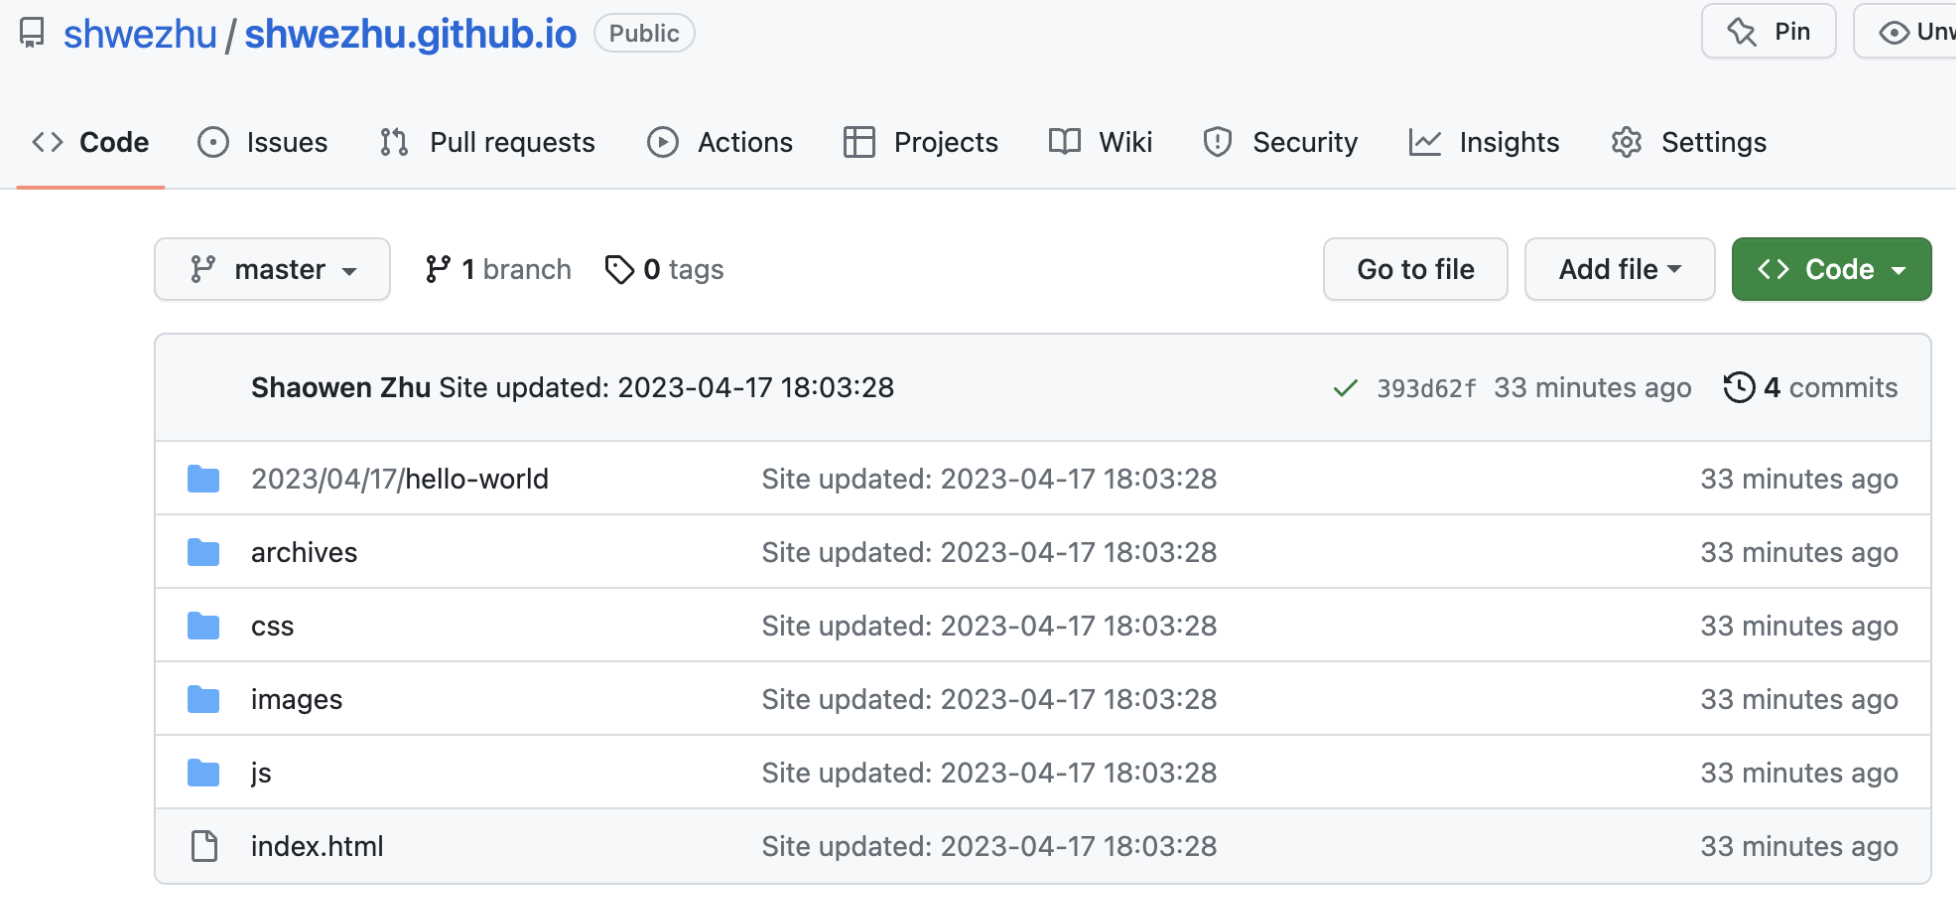 shwezhu / shwezhu.github.io Public Pin
Code Issues Pull requests Actions Projects Wiki Security Insights Settings
master 1 branch 0 tags Go to file Add file Code
Shaowen Zhu Site updated: 2023-04-17 18:03:28 393d62f 33 minutes ago 4 commits
2023/04/17/hello-world Site updated: 2023-04-17 18:03:28 33 minutes ago
archives Site updated: 2023-04-17 18:03:28 33 minutes ago
css Site updated: 2023-04-17 18:03:28 33 minutes ago
images Site updated: 2023-04-17 18:03:28 33 minutes ago
js Site updated: 2023-04-17 18:03:28 33 minutes ago
index.html Site updated: 2023-04-17 18:03:28 33 minutes ago